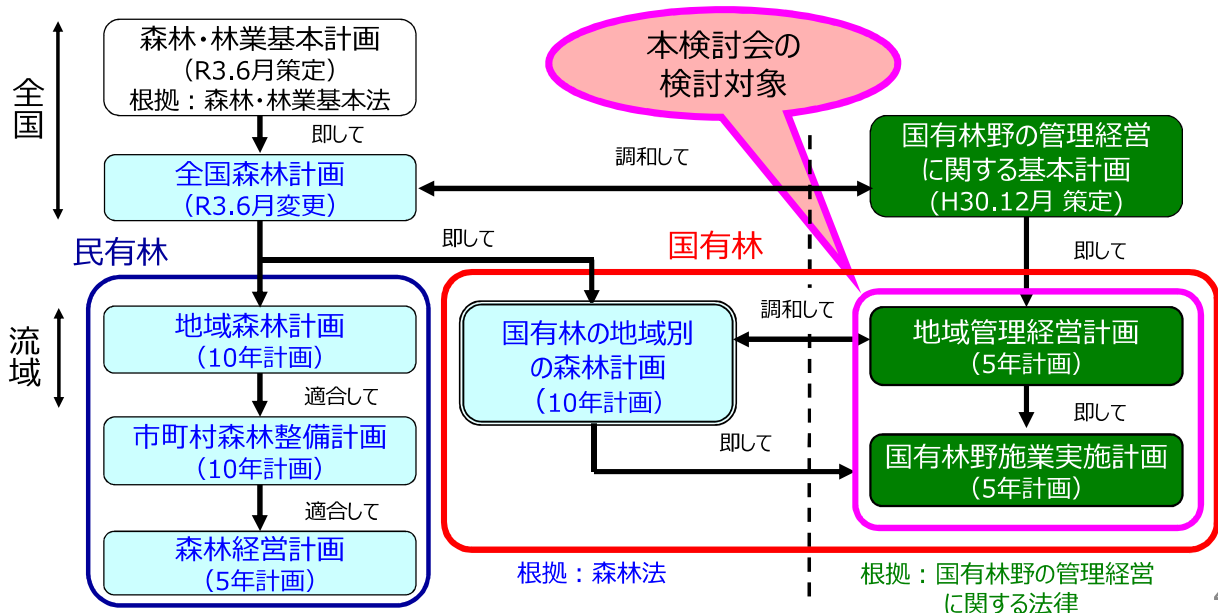 全国
森林・林業基本計画
（R3.6月策定）
根拠：森林・林業基本法
本検討会の
検討対象
即して
全国森林計画
（R3.6月変更）
調和して
国有林野の管理経営
に関する基本計画
(H30.12月 策定)
民有林
即して
国有林
即して
流域
地域森林計画
（10年計画）
国有林の地域別
の森林計画
（10年計画）
調和して
地域管理経営計画
（5年計画）
適合して
即して
市町村森林整備計画
（10年計画）
即して
国有林野施業実施計画
（5年計画）
適合して
森林経営計画
（5年計画）
根拠：森林法
根拠：国有林野の管理経営
に関する法律